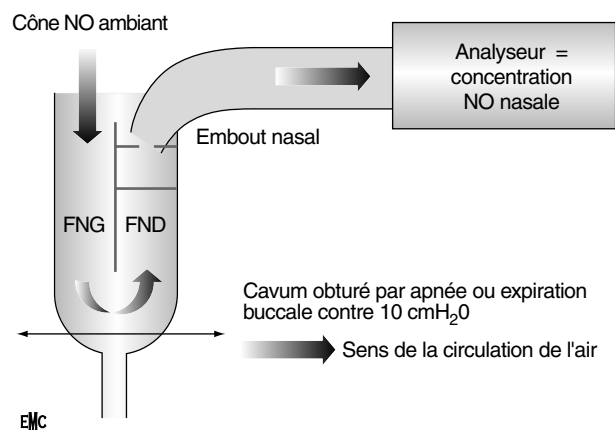 Cône NO ambiant
Analyseur =
concentration
NO nasale
Embout nasal
FNG
FND
Cavum obturé par apnée ou expiration
buccale contre 10 cmH₂0
Sens de la circulation de l'air
EMC